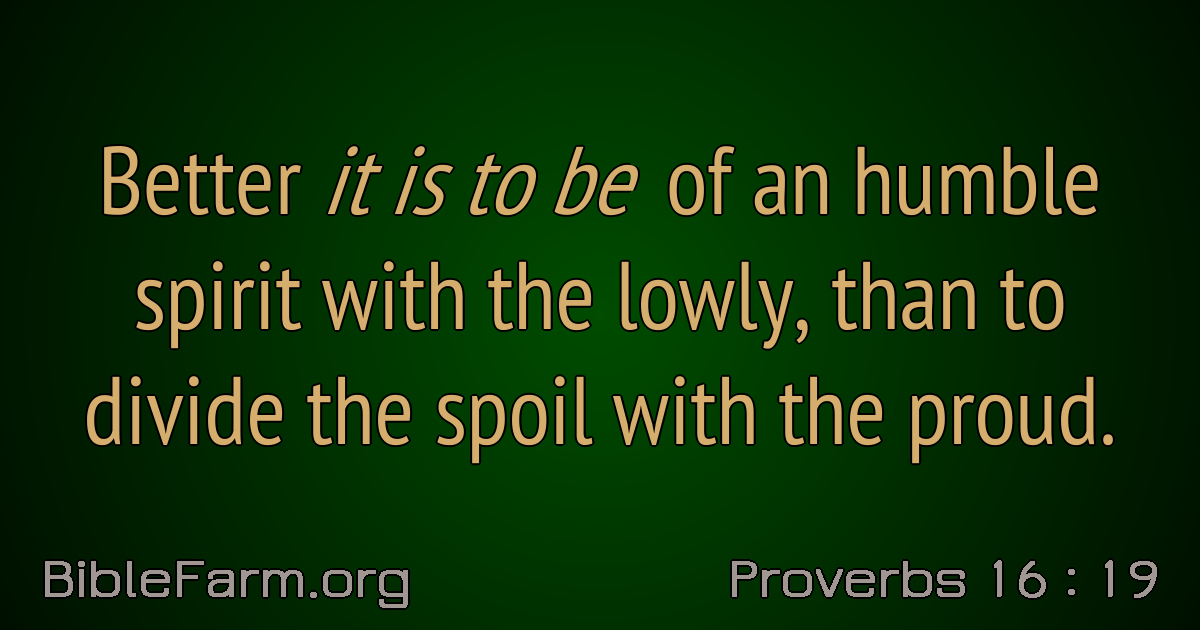 Better it is to be of an humble
spirit with the lowly, than to
divide the spoil with the proud.
BibleFarm.org
Proverbs 16 : 19